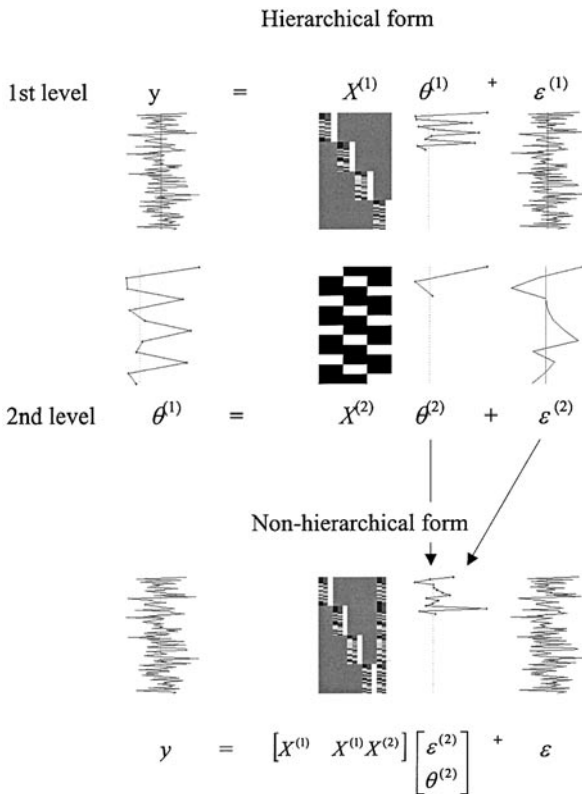 Hierarchical form
1st level y = X^(1) θ^(1) + ε^(1)
2nd level θ^(1) = X^(2) θ^(2) + ε^(2)
Non-hierarchical form
y = [X^(1) X^(1)X^(2)] [ε^(2) θ^(2)] + ε